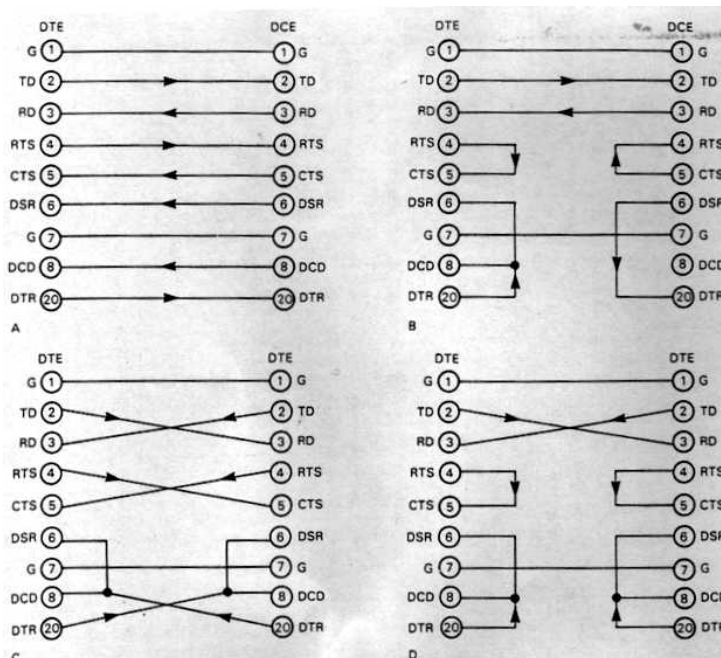 DTE DCE
G 1 1 G
TD 2 2 TD
RD 3 3 RD
RTS 4 4 RTS
CTS 5 5 CTS
DSR 6 6 DSR
G 7 7 G
DCD 8 8 DCD
DTR 20 20 DTR
A
DTE DCE
G 1 1 G
TD 2 2 TD
RD 3 3 RD
RTS 4 4 RTS
CTS 5 5 CTS
DSR 6 6 DSR
G 7 7 G
DCD 8 8 DCD
DTR 20 20 DTR
B
DTE DTE
G 1 1 G
TD 2 2 TD
RD 3 3 RD
RTS 4 4 RTS
CTS 5 5 CTS
DSR 6 6 DSR
G 7 7 G
DCD 8 8 DCD
DTR 20 20 DTR
C
DTE DTE
G 1 1 G
TD 2 2 TD
RD 3 3 RD
RTS 4 4 RTS
CTS 5 5 CTS
DSR 6 6 DSR
G 7 7 G
DCD 8 8 DCD
DTR 20 20 DTR
D